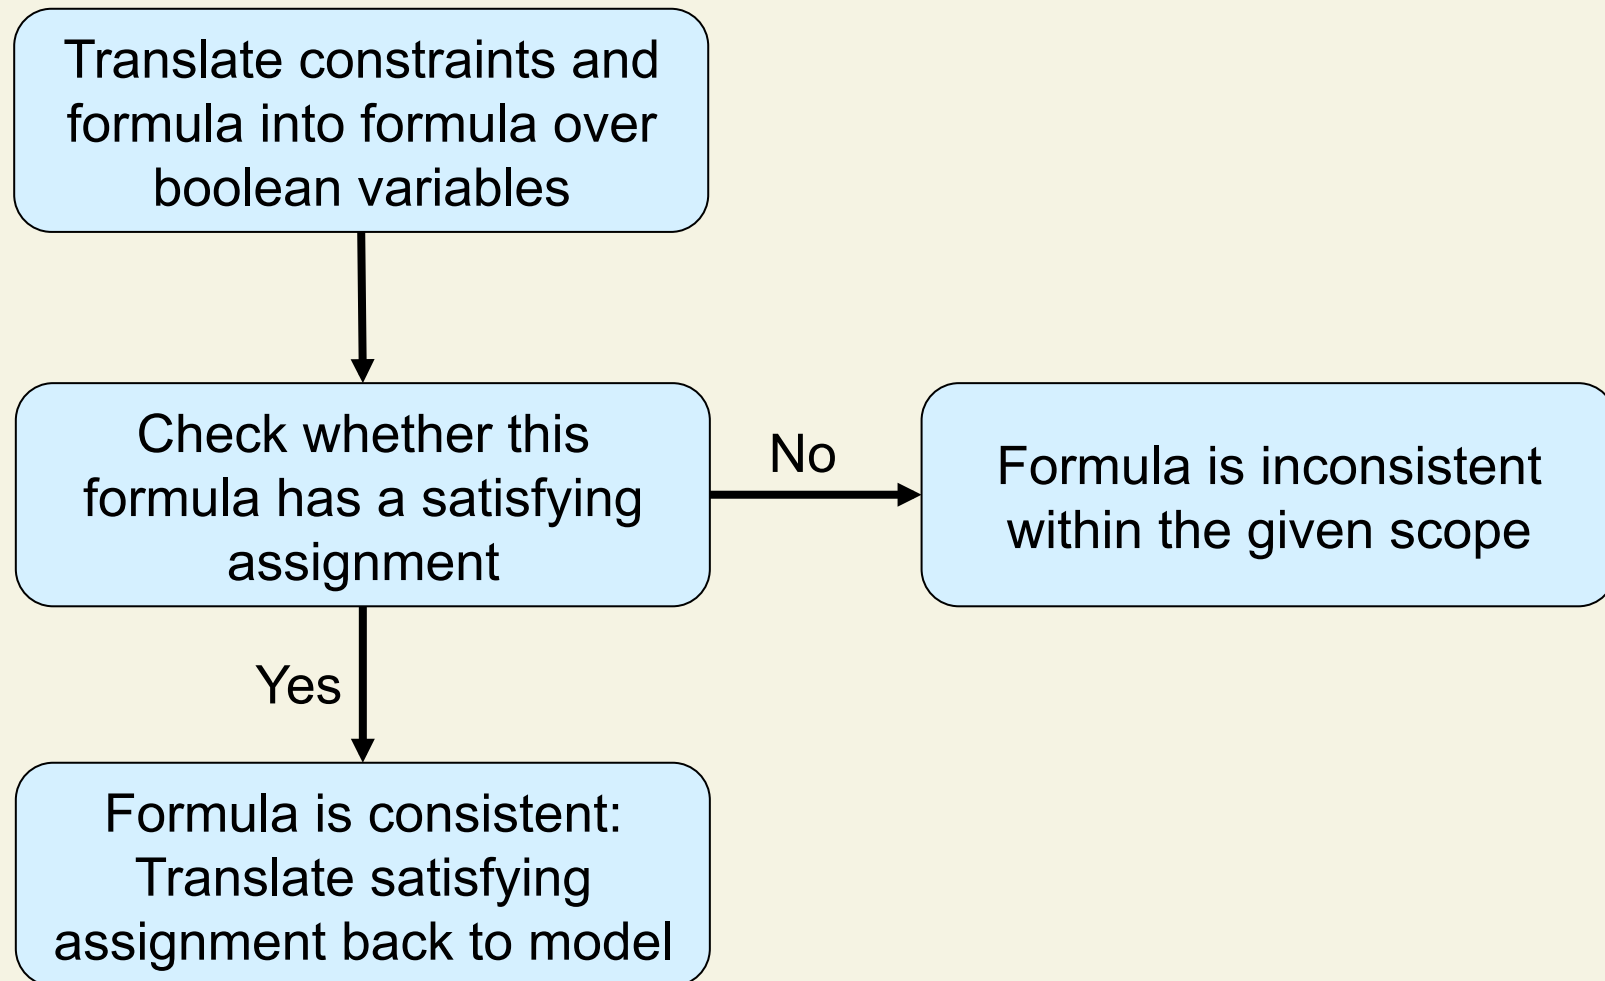 Translate constraints and
formula into formula over
boolean variables
Check whether this
formula has a satisfying
assignment
No
Formula is inconsistent
within the given scope
Yes
Formula is consistent:
Translate satisfying
assignment back to model